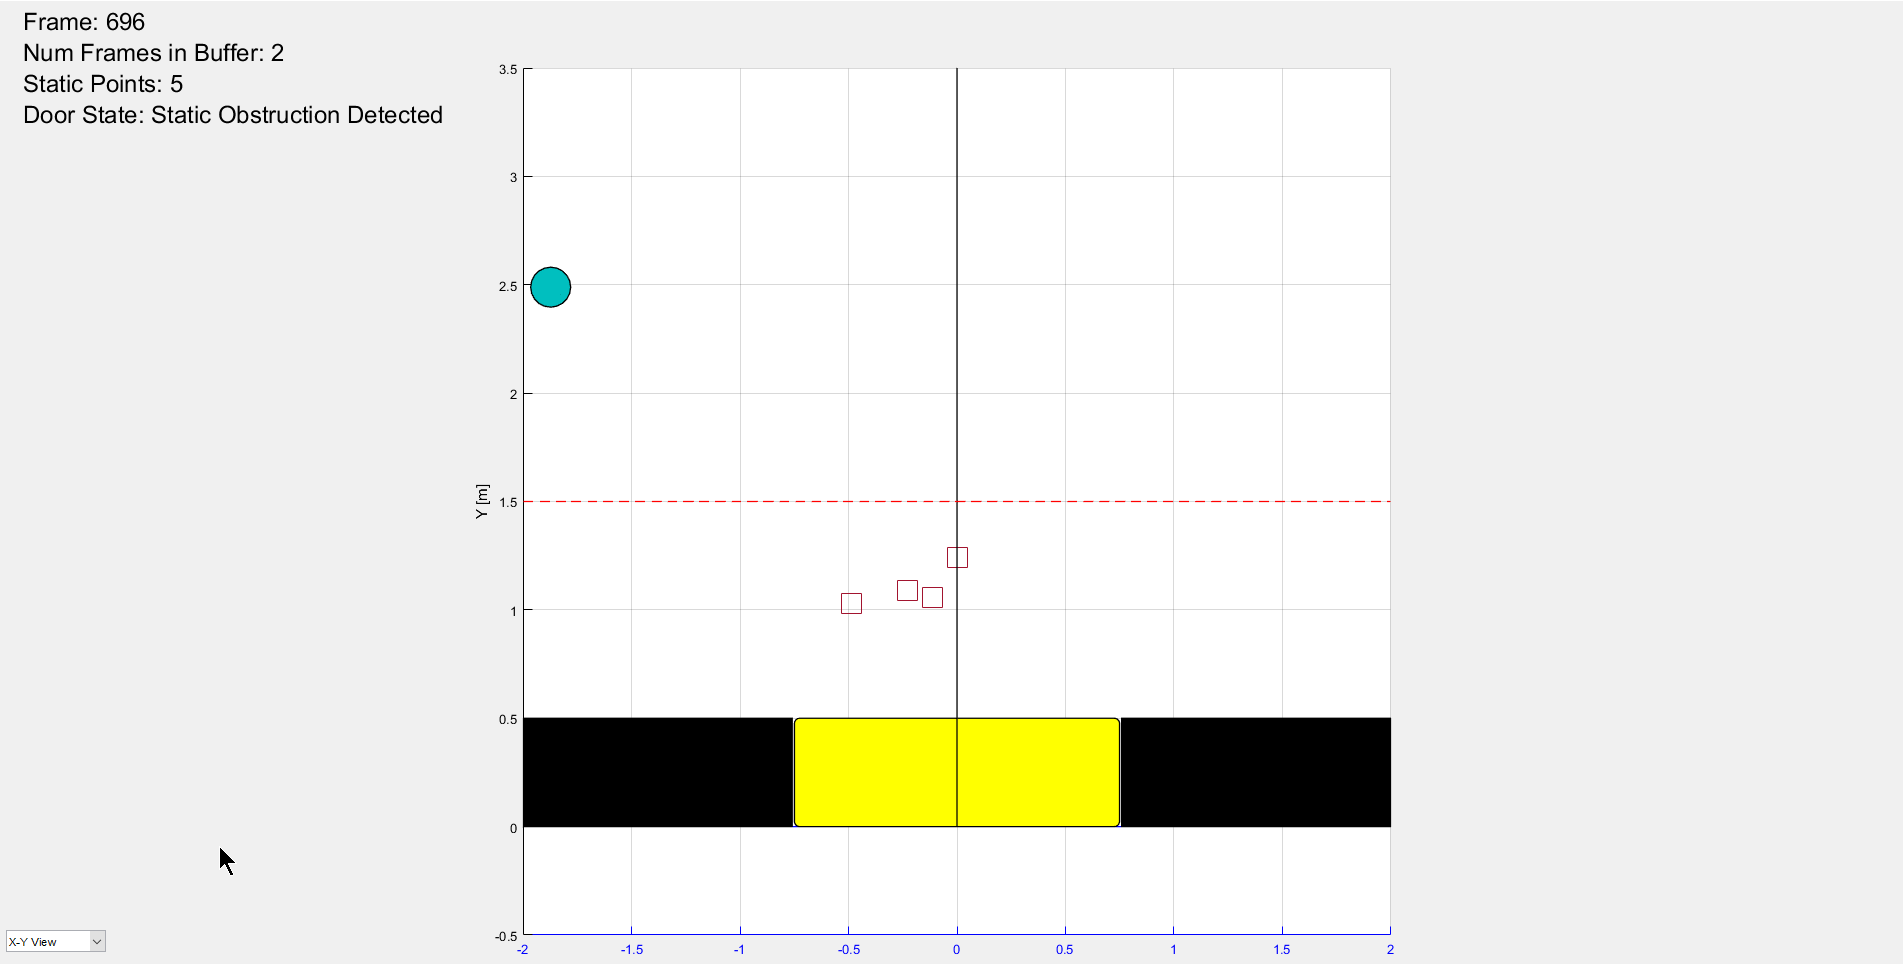 Frame: 696
Num Frames in Buffer: 2
Static Points: 5
Door State: Static Obstruction Detected
3.5
3
2.5
2
1.5
1
0.5
0
-0.5
Y [m]
-2 -1.5 -1 -0.5 0 0.5 1 1.5 2
X-Y View